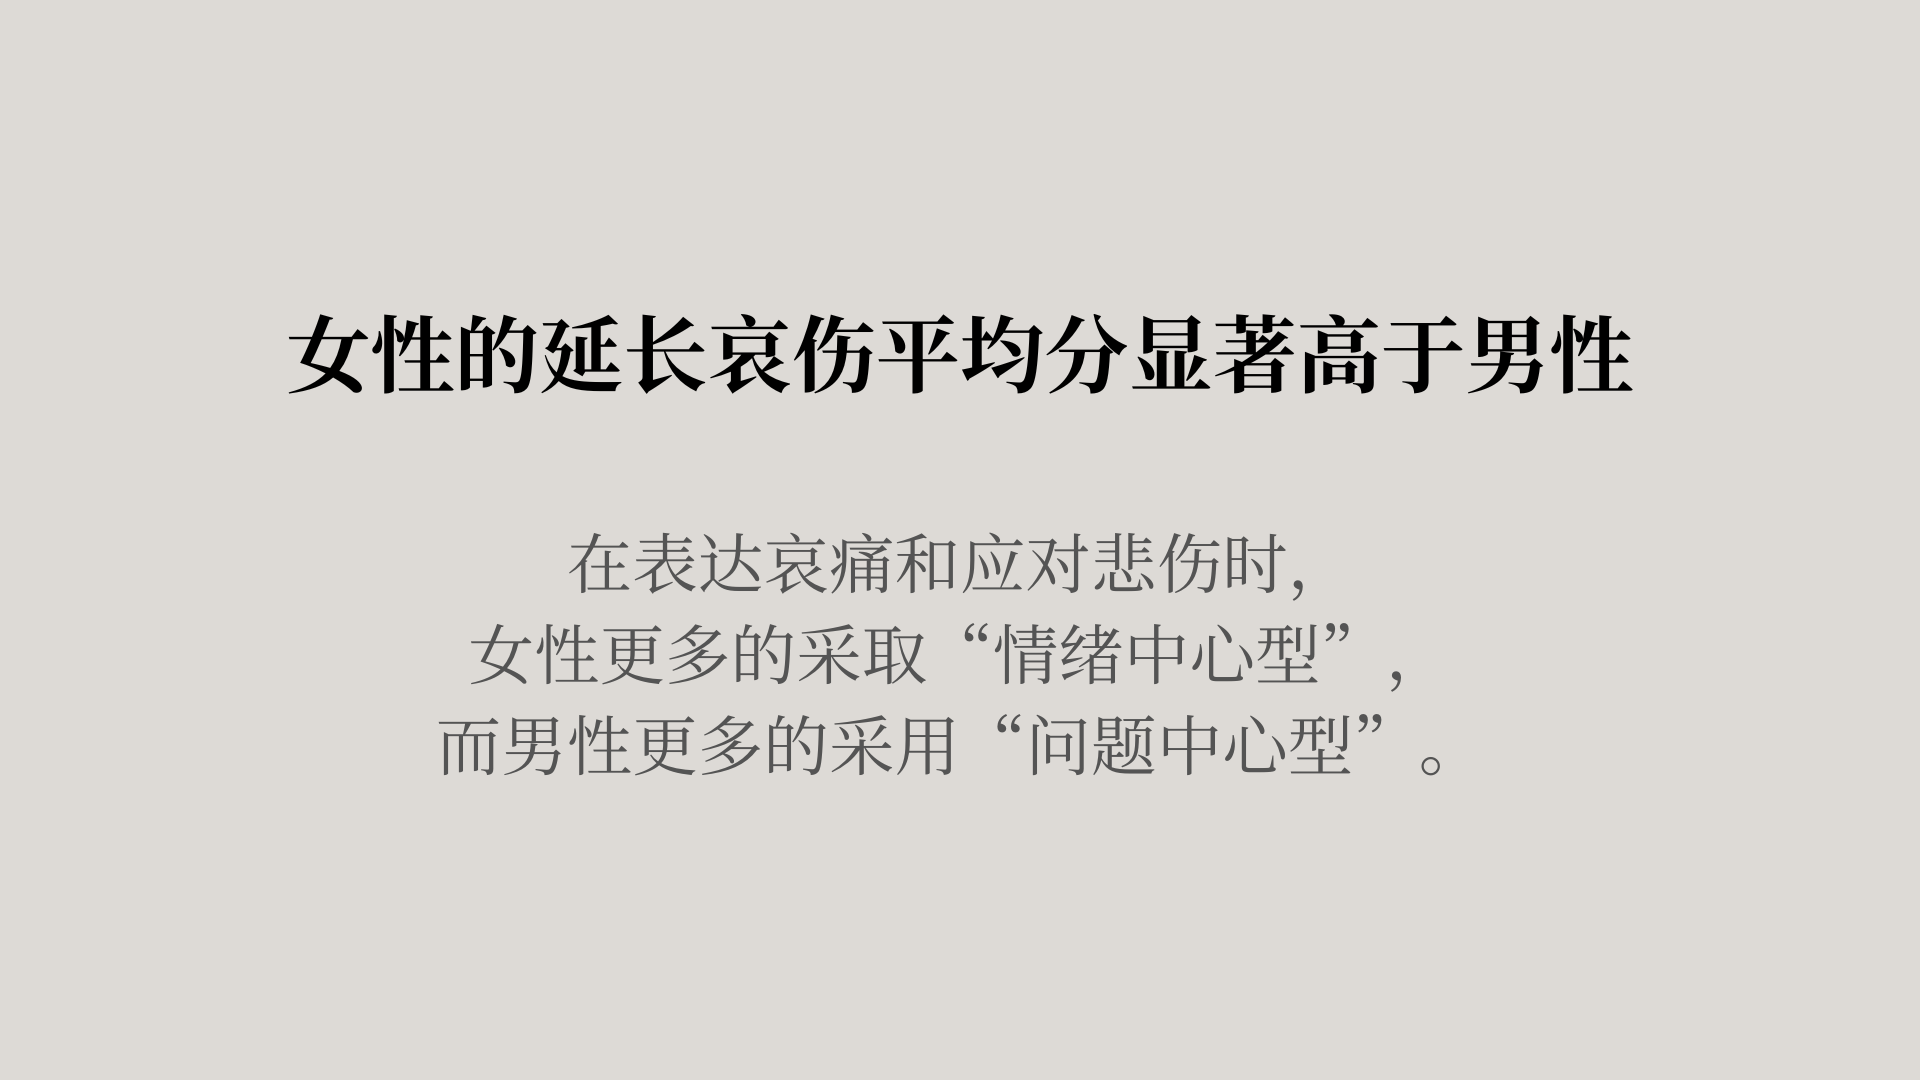 女性的延长哀伤平均分显著高于男性
在表达哀痛和应对悲伤时，
女性更多的采取“情绪中心型”，
而男性更多的采用“问题中心型”。